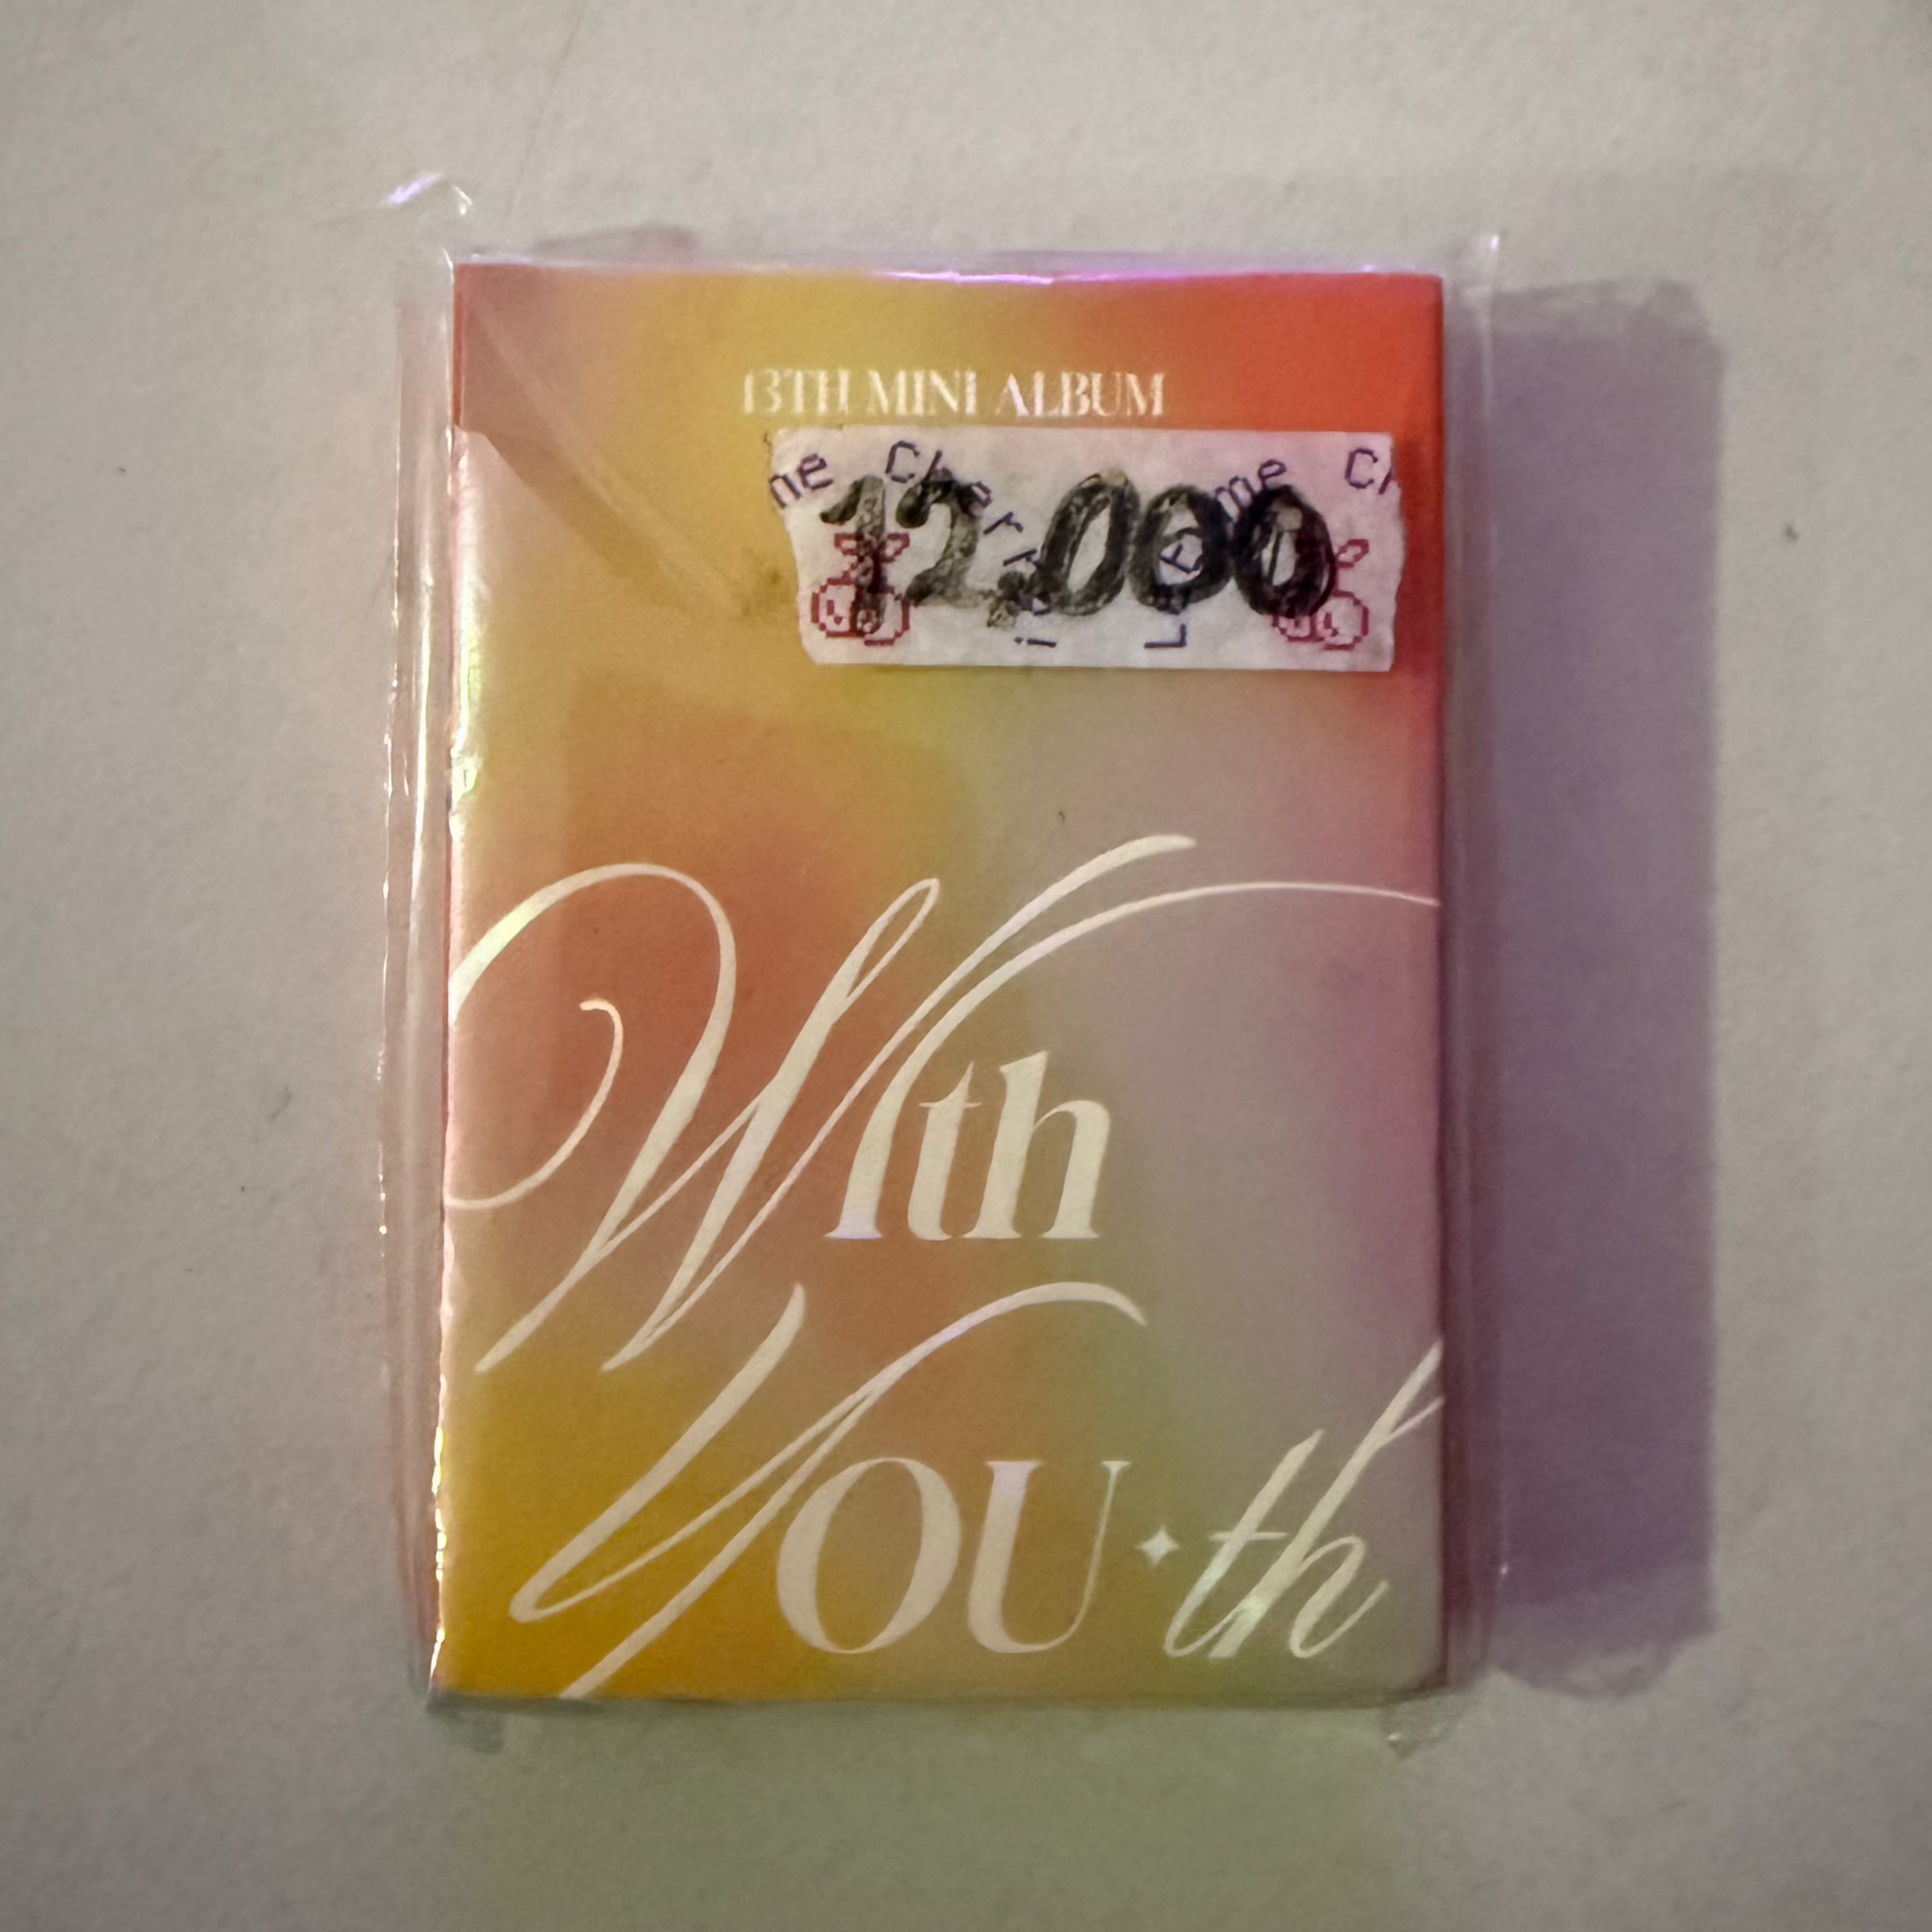 13TH MINI ALBUM
12,000
With
YOU-th